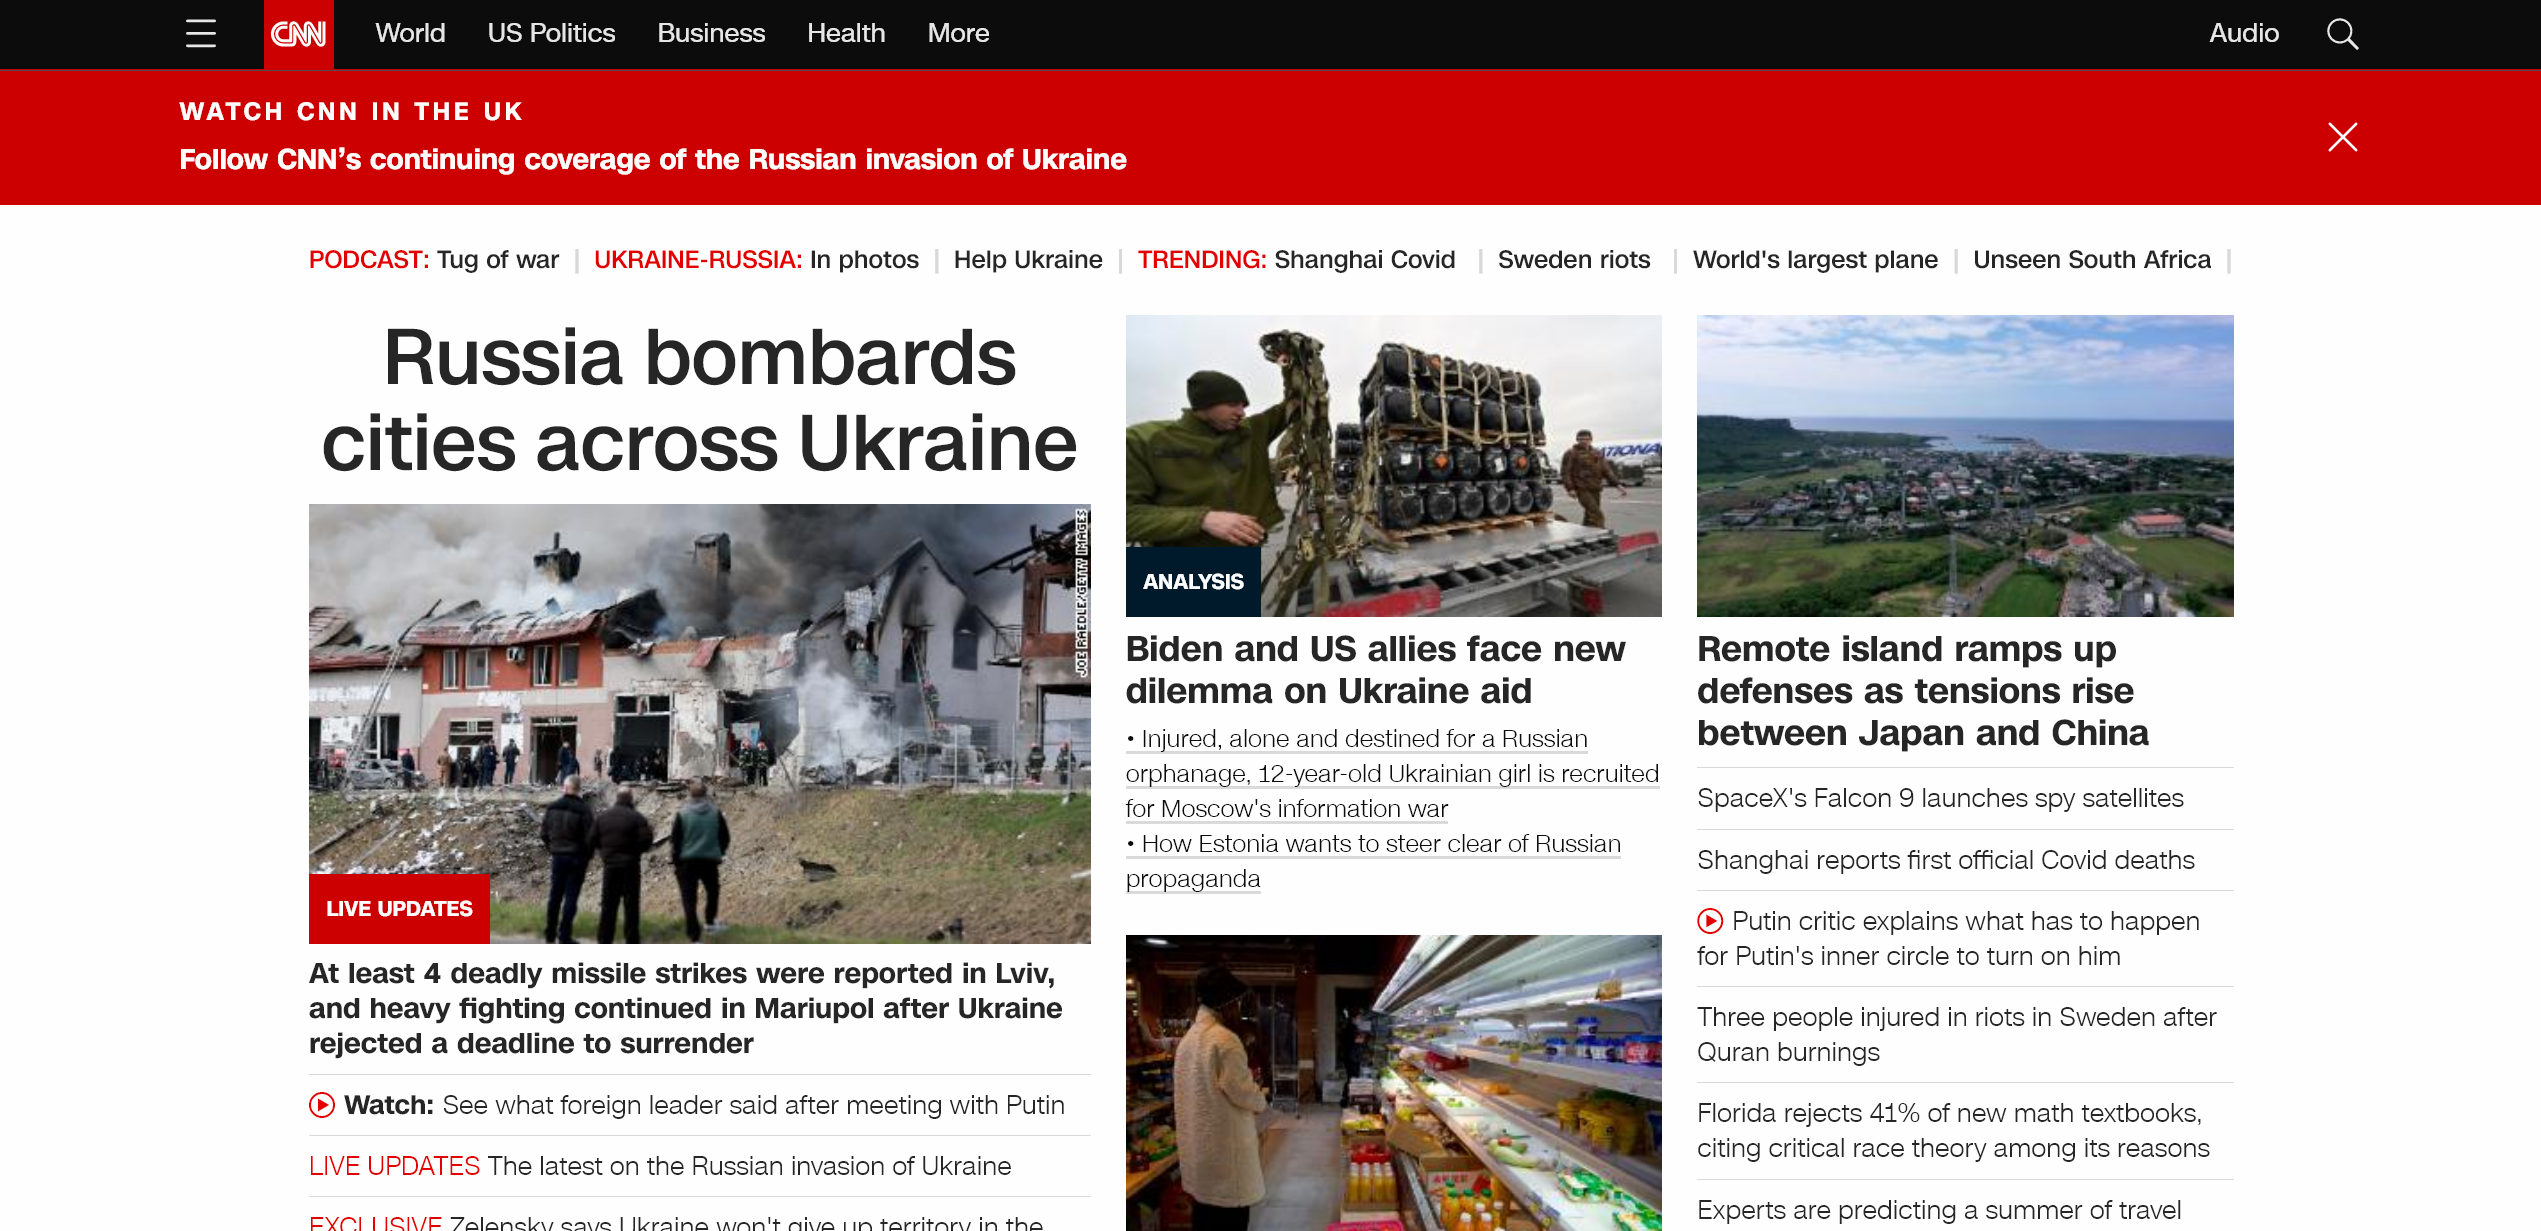 CNN World US Politics Business Health More Audio
WATCH CNN IN THE UK
Follow CNN’s continuing coverage of the Russian invasion of Ukraine
PODCAST: Tug of war | UKRAINE-RUSSIA: In photos | Help Ukraine | TRENDING: Shanghai Covid | Sweden riots | World's largest plane | Unseen South Africa |
Russia bombards
cities across Ukraine
JOE RAEDLE/GETTY IMAGES
LIVE UPDATES
At least 4 deadly missile strikes were reported in Lviv,
and heavy fighting continued in Mariupol after Ukraine
rejected a deadline to surrender
Watch: See what foreign leader said after meeting with Putin
LIVE UPDATES The latest on the Russian invasion of Ukraine
EXCLUSIVE Zelensky says Ukraine won't give up territory in the
ANALYSIS
Biden and US allies face new
dilemma on Ukraine aid
• Injured, alone and destined for a Russian
orphanage, 12-year-old Ukrainian girl is recruited
for Moscow's information war
• How Estonia wants to steer clear of Russian
propaganda
Remote island ramps up
defenses as tensions rise
between Japan and China
SpaceX's Falcon 9 launches spy satellites
Shanghai reports first official Covid deaths
Putin critic explains what has to happen
for Putin's inner circle to turn on him
Three people injured in riots in Sweden after
Quran burnings
Florida rejects 41% of new math textbooks,
citing critical race theory among its reasons
Experts are predicting a summer of travel